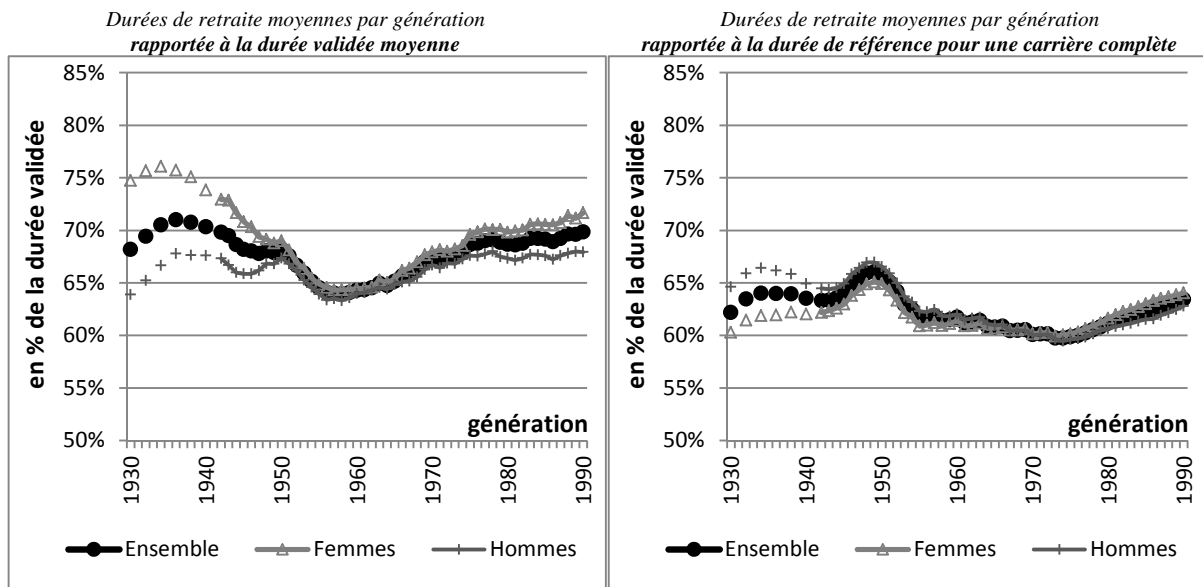 Durées de retraite moyennes par génération
rapportée à la durée validée moyenne
en % de la durée validée
85%
80%
75%
70%
65%
60%
55%
50%
génération
1930
1940
1950
1960
1970
1980
1990
Ensemble
Femmes
Hommes
Durées de retraite moyennes par génération
rapportée à la durée de référence pour une carrière complète
en % de la durée validée
85%
80%
75%
70%
65%
60%
55%
50%
génération
1930
1940
1950
1960
1970
1980
1990
Ensemble
Femmes
Hommes